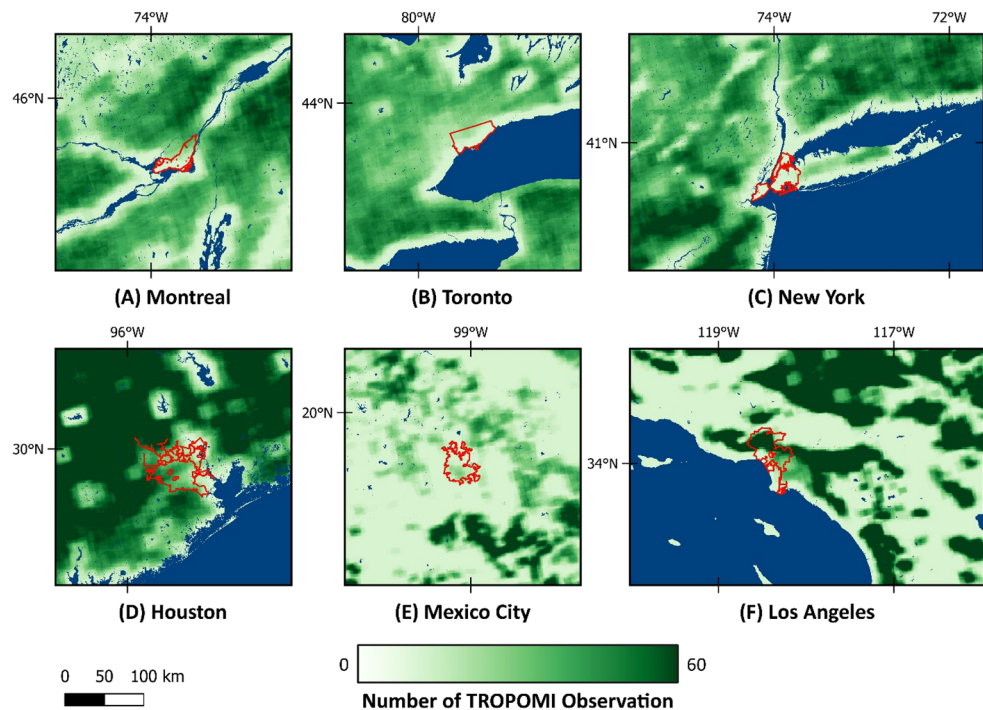 74°W
80°W
74°W
72°W
46°N
44°N
41°N
(A) Montreal
(B) Toronto
(C) New York
96°W
99°W
119°W
117°W
30°N
20°N
34°N
(D) Houston
(E) Mexico City
(F) Los Angeles
0
60
0 50 100 km
Number of TROPOMI Observation